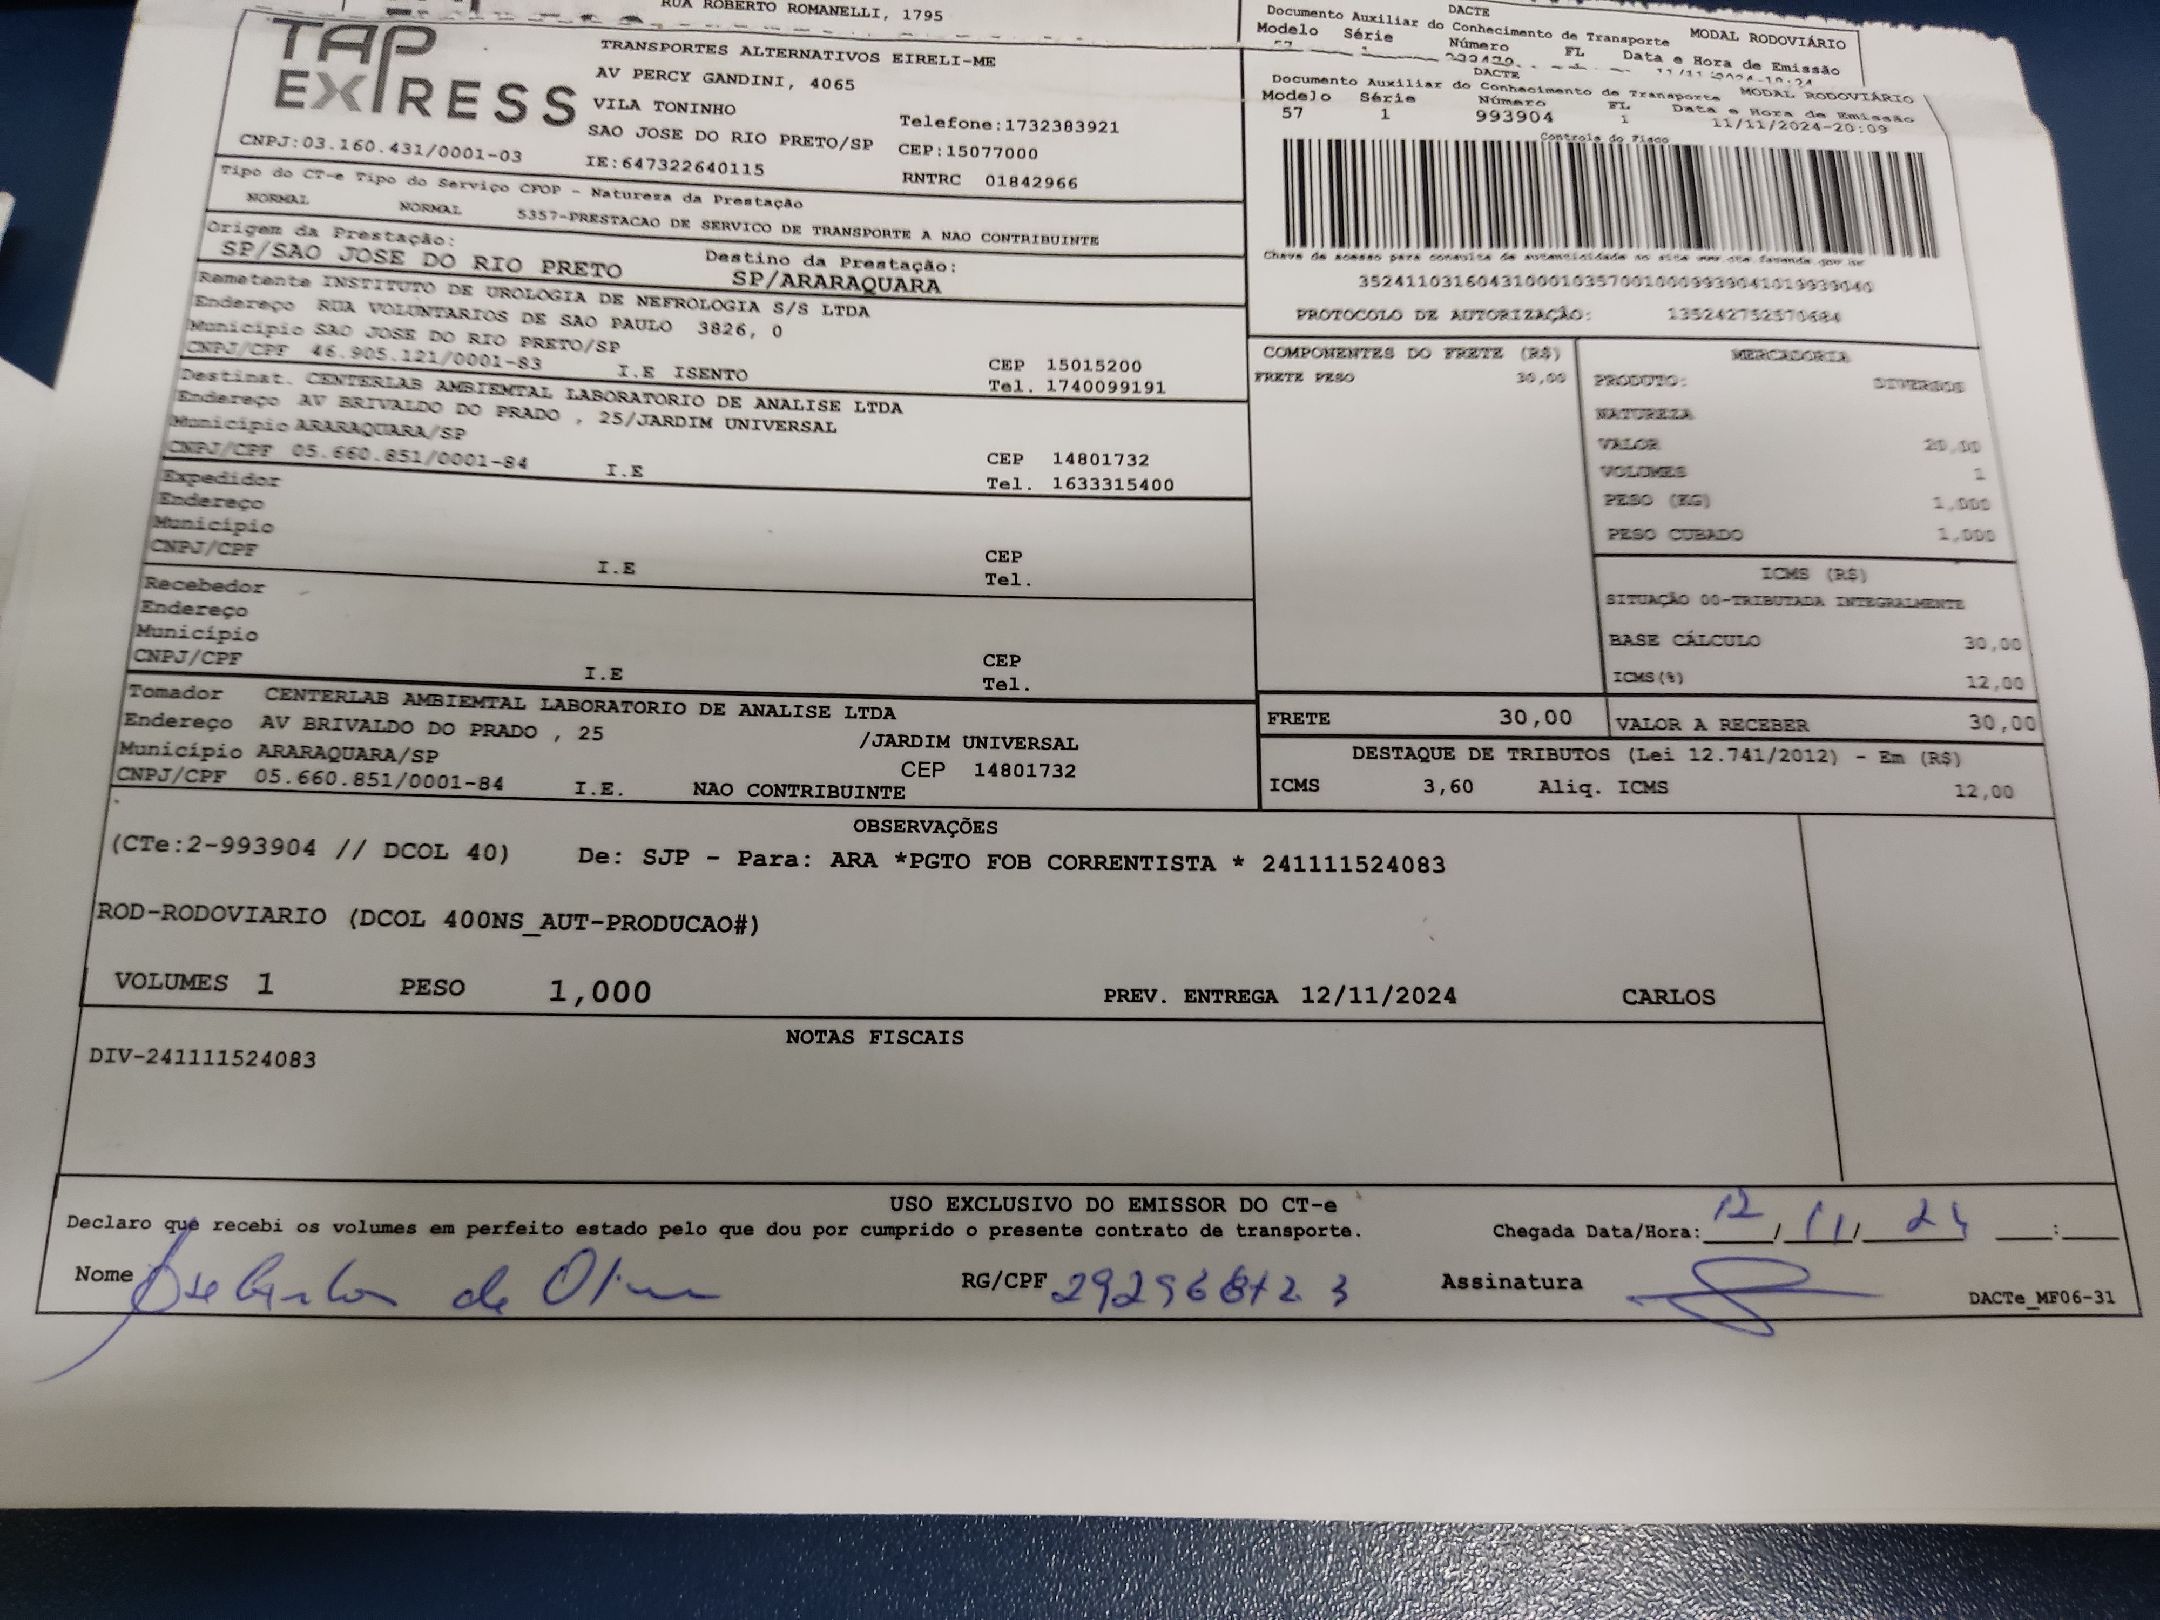 RUA ROBERTO ROMANELLI, 1795
DACTE
Documento Auxiliar do Conhecimento de Transporte MODAL RODOVIÁRIO
Modelo Série Número FL Data e Hora de Emissão
TAP EXPRESS
TRANSPORTES ALTERNATIVOS EIRELI-ME
AV PERCY GANDINI, 4065
VILA TONINHO
Telefone:1732383921
SAO JOSE DO RIO PRETO/SP CEP:15077000
CNPJ:03.160.431/0001-03 IE:647322640115 RNTRC 01842966
DACTE
Documento Auxiliar do Conhecimento de Transporte MODAL RODOVIÁRIO
Modelo Série Número FL Data e Hora de Emissão
57 1 993904 1 11/11/2024-20:09
Controle do Fisco
Chave de acesso para consulta de autenticidade no site
PROTOCOLO DE AUTORIZAÇÃO:
Tipo do CT-e Tipo do Serviço CFOP - Natureza da Prestação
NORMAL NORMAL 5357-PRESTACAO DE SERVICO DE TRANSPORTE A NAO CONTRIBUINTE
Origem da Prestação: Destino da Prestação:
SP/SAO JOSE DO RIO PRETO SP/ARARAQUARA
Remetente INSTITUTO DE UROLOGIA DE NEFROLOGIA S/S LTDA
Endereço RUA VOLUNTARIOS DE SAO PAULO 3826, 0
Município SAO JOSE DO RIO PRETO/SP CEP 15015200
CNPJ/CPF 46.905.121/0001-83 I.E ISENTO Tel. 1740099191
Destinat. CENTERLAB AMBIEMTAL LABORATORIO DE ANALISE LTDA
Endereço AV BRIVALDO DO PRADO , 25/JARDIM UNIVERSAL
Município ARARAQUARA/SP CEP 14801732
CNPJ/CPF 05.660.851/0001-84 I.E Tel. 1633315400
Expedidor
Endereço
Município CEP
CNPJ/CPF I.E Tel.
Recebedor
Endereço
Município CEP
CNPJ/CPF I.E Tel.
Tomador CENTERLAB AMBIEMTAL LABORATORIO DE ANALISE LTDA
Endereço AV BRIVALDO DO PRADO , 25 /JARDIM UNIVERSAL
Município ARARAQUARA/SP CEP 14801732
CNPJ/CPF 05.660.851/0001-84 I.E. NAO CONTRIBUINTE
COMPONENTES DO FRETE (R$)
FRETE PESO 30,00
MERCADORIA
PRODUTO: DIVERSOS
NATUREZA
VALOR 20,00
VOLUMES 1
PESO (KG) 1,000
PESO CUBADO 1,000
ICMS (R$)
SITUAÇÃO 00-TRIBUTADA INTEGRALMENTE
BASE CÁLCULO 30,00
ICMS(%) 12,00
FRETE 30,00 VALOR A RECEBER 30,00
DESTAQUE DE TRIBUTOS (Lei 12.741/2012) - Em (R$)
ICMS 3,60 Aliq. ICMS 12,00
OBSERVAÇÕES
(CTe:2-993904 // DCOL 40) De: SJP - Para: ARA *PGTO FOB CORRENTISTA * 241111524083
ROD-RODOVIARIO (DCOL 400NS_AUT-PRODUCAO#)
VOLUMES 1 PESO 1,000 PREV. ENTREGA 12/11/2024 CARLOS
NOTAS FISCAIS
DIV-241111524083
USO EXCLUSIVO DO EMISSOR DO CT-e
Declaro que recebi os volumes em perfeito estado pelo que dou por cumprido o presente contrato de transporte. Chegada Data/Hora: 12/11/24 :
Nome de RG/CPF Assinatura
DACTe_MF06-31